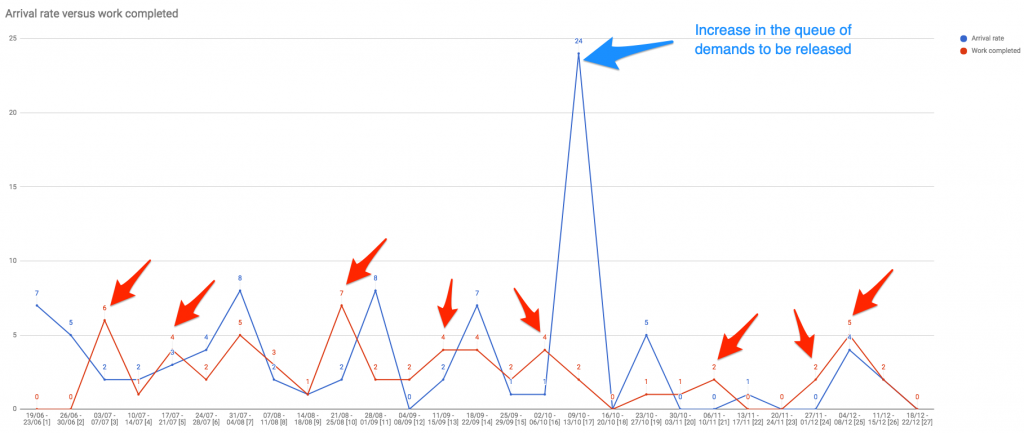 Arrival rate versus work completed
Increase in the queue of
demands to be released
Arrival rate
Work completed
25
24
20
15
10
8
8
7
7
7
6
5
5
5
5
5
4
4
4
4
4
4
3
3
2
2
2
2
2
2
2
2
2
2
2
2
1
1
1
1
1
1
1
1
0
0
0
0
0
0
0
0
0
0
19/06 - 23/06 [1]
26/06 - 30/06 [2]
03/07 - 07/07 [3]
10/07 - 14/07 [4]
17/07 - 21/07 [5]
24/07 - 28/07 [6]
31/07 - 04/08 [7]
07/08 - 11/08 [8]
14/08 - 18/08 [9]
21/08 - 25/08 [10]
28/08 - 01/09 [11]
04/09 - 08/09 [12]
11/09 - 15/09 [13]
18/09 - 22/09 [14]
25/09 - 29/09 [15]
02/10 - 06/10 [16]
09/10 - 13/10 [17]
16/10 - 20/10 [18]
23/10 - 27/10 [19]
30/10 - 03/11 [20]
06/11 - 10/11 [21]
13/11 - 17/11 [22]
20/11 - 24/11 [23]
27/11 - 01/12 [24]
04/12 - 08/12 [25]
11/12 - 15/12 [26]
18/12 - 22/12 [27]